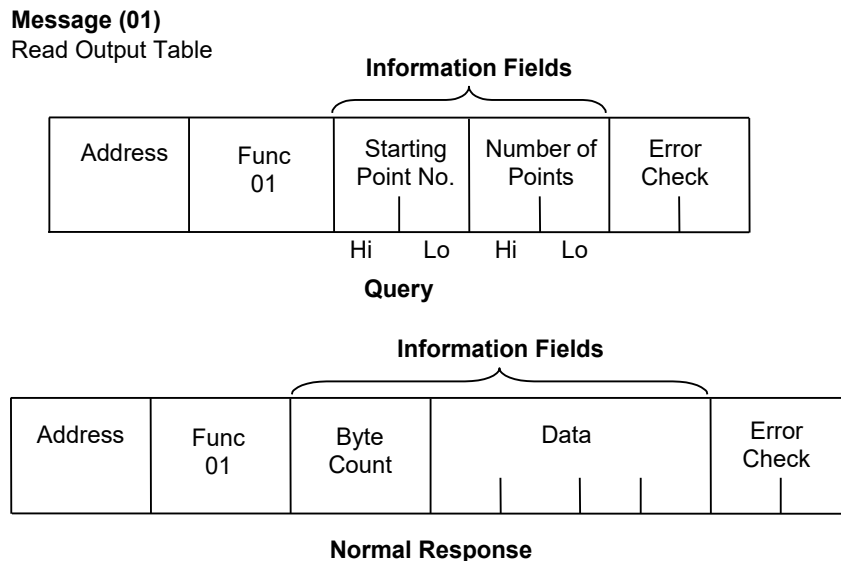 Message (01)
Read Output Table
Information Fields
Address
Func
01
Starting
Point No.
Number of
Points
Error
Check
Hi Lo Hi Lo
Query
Information Fields
Address
Func
01
Byte
Count
Data
Error
Check
Normal Response